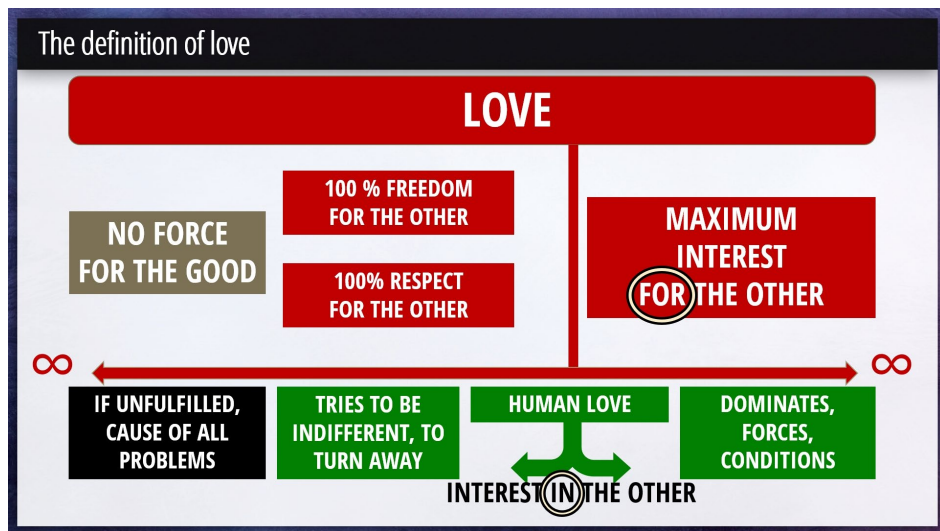 The definition of love
LOVE
100 % FREEDOM
FOR THE OTHER
NO FORCE
FOR THE GOOD
100% RESPECT
FOR THE OTHER
MAXIMUM
INTEREST
FOR THE OTHER
∞
∞
IF UNFULFILLED,
CAUSE OF ALL
PROBLEMS
TRIES TO BE
INDIFFERENT, TO
TURN AWAY
HUMAN LOVE
INTEREST IN THE OTHER
DOMINATES,
FORCES,
CONDITIONS